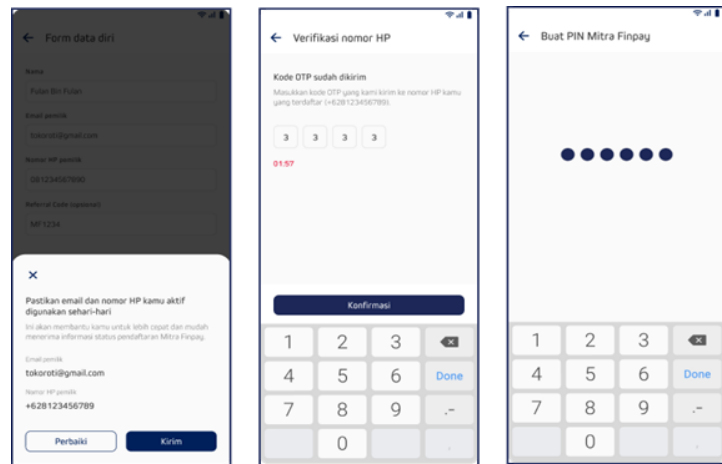 ← Form data diri
Nama
Fulan Bin Fulan
Email pemilik
tokoroti@gmail.com
Nomor HP pemilik
081234567890
Referral Code (opsional)
MF1234
×
Pastikan email dan nomor HP kamu aktif
digunakan sehari-hari
Ini akan membantu kamu untuk lebih cepat dan mudah
menerima informasi status pendaftaran Mitra Finpay.
Email pemilik
tokoroti@gmail.com
Nomor HP pemilik
+628123456789
Perbaiki
Kirim
← Verifikasi nomor HP
Kode OTP sudah dikirim
Masukkan kode OTP yang kami kirim ke nomor HP kamu
yang terdaftar (+628123456789).
3 3 3 3
01:57
Konfirmasi
1 2 3
4 5 6 Done
7 8 9 .-
0 ,
← Buat PIN Mitra Finpay
1 2 3
4 5 6 Done
7 8 9 .-
0 ,